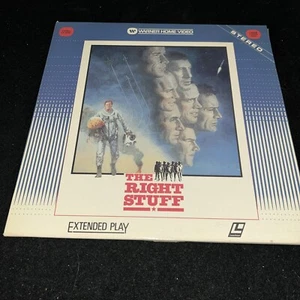 WARNER HOME VIDEO
STEREO
THE
RIGHT
STUFF
EXTENDED PLAY